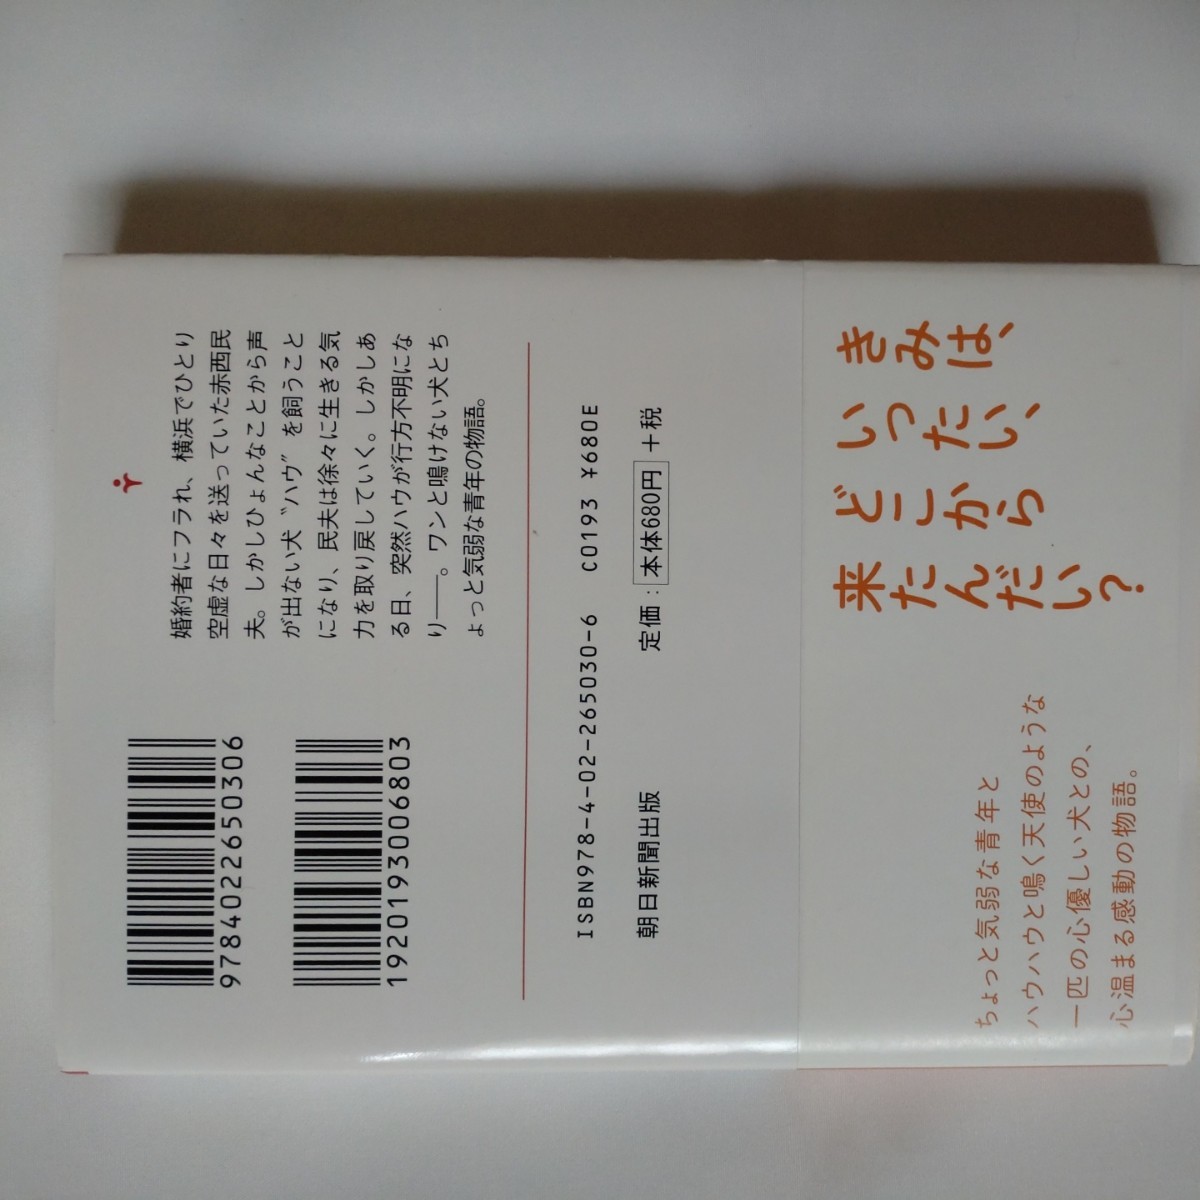 婚約者にフラれ、横浜でひとり
空虚な日々を送っていた赤西民
夫。しかしひょんなことから声
が出ない犬〝ハウ〟を飼うこと
になり、民夫は徐々に生きる気
力を取り戻していく。しかしあ
る日、突然ハウが行方不明にな
り――。ワンと鳴けない犬とち
ょっと気弱な青年の物語。
9784022650306
1920193006803
ISBN978-4-02-265030-6 C0193 ¥680E
朝日新聞出版 定価：本体680円＋税
きみは、
いったい、
どこから
来たんだい？
ちょっと気弱な青年と
ハウハウと鳴く天使のような
一匹の心優しい犬との、
心温まる感動の物語。